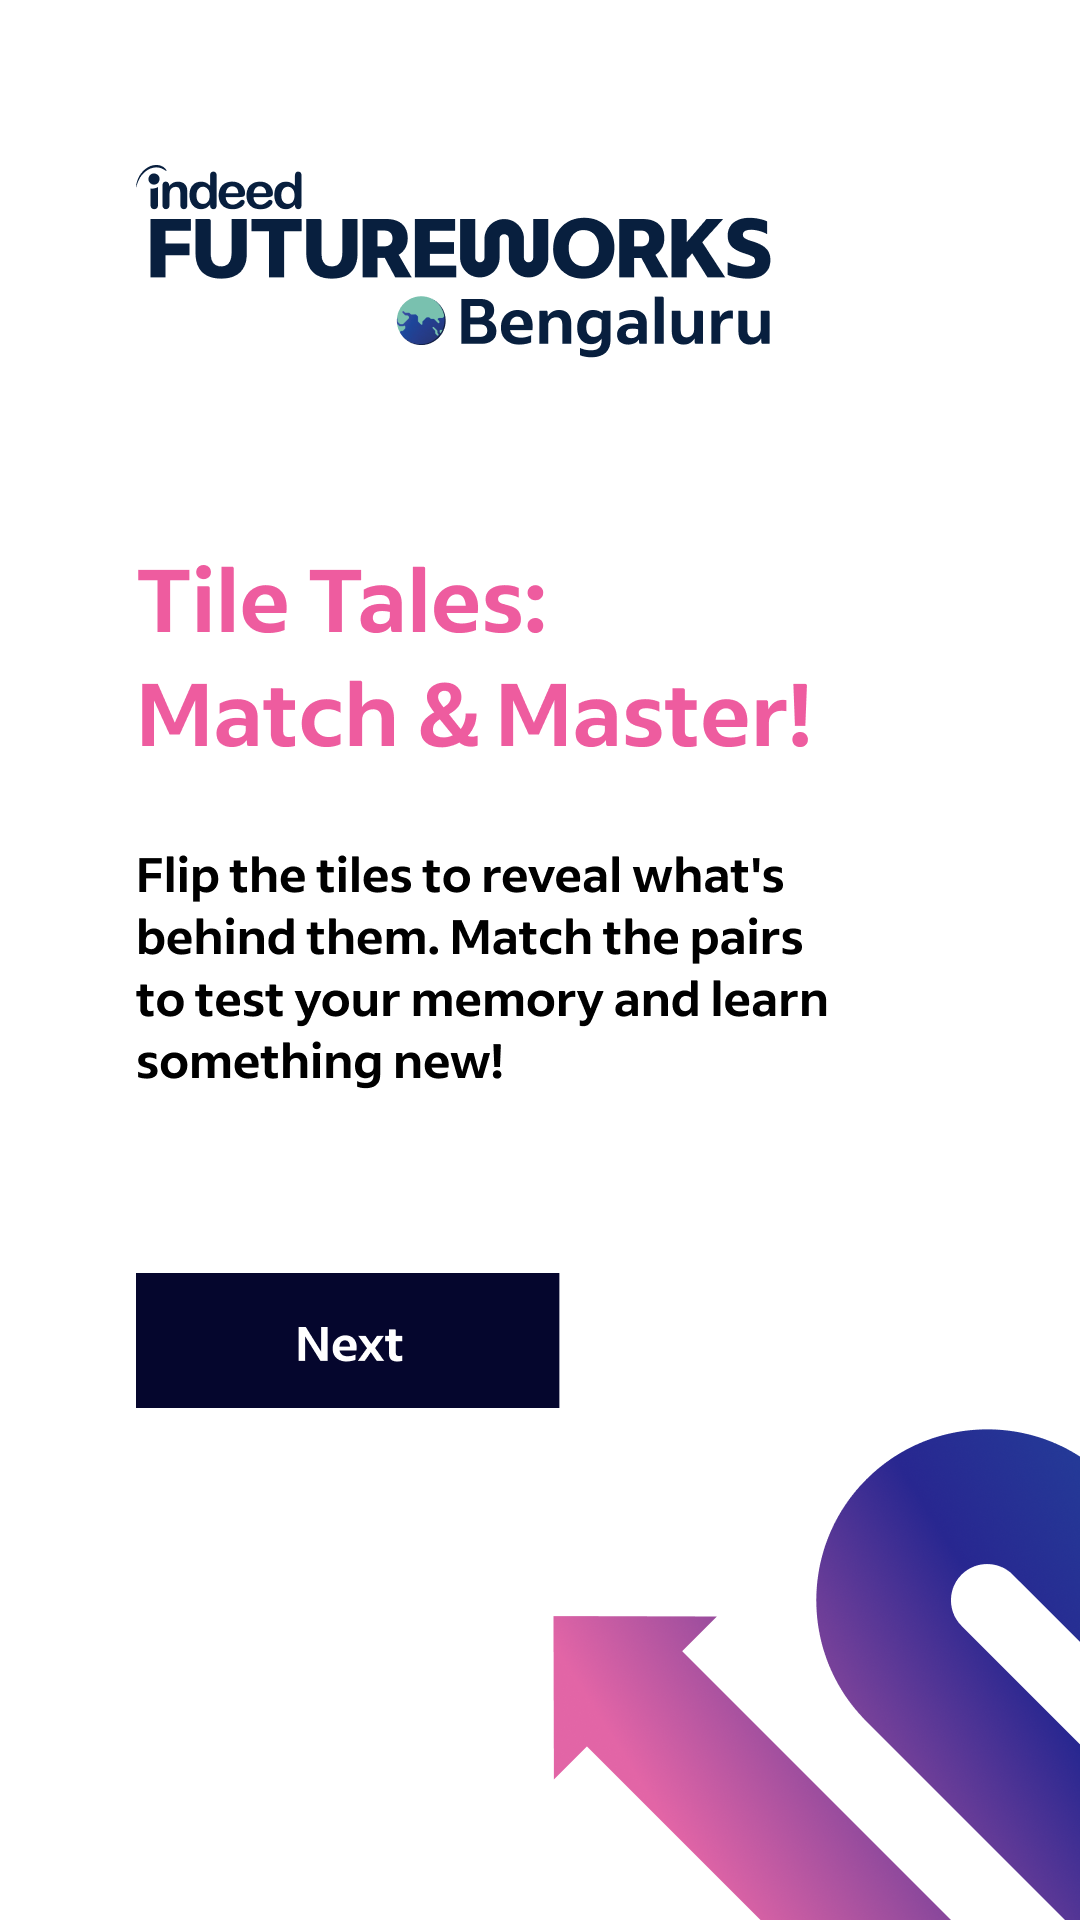 indeed
FUTUREWORKS
Bengaluru
Tile Tales:
Match & Master!
Flip the tiles to reveal what's
behind them. Match the pairs
to test your memory and learn
something new!
Next